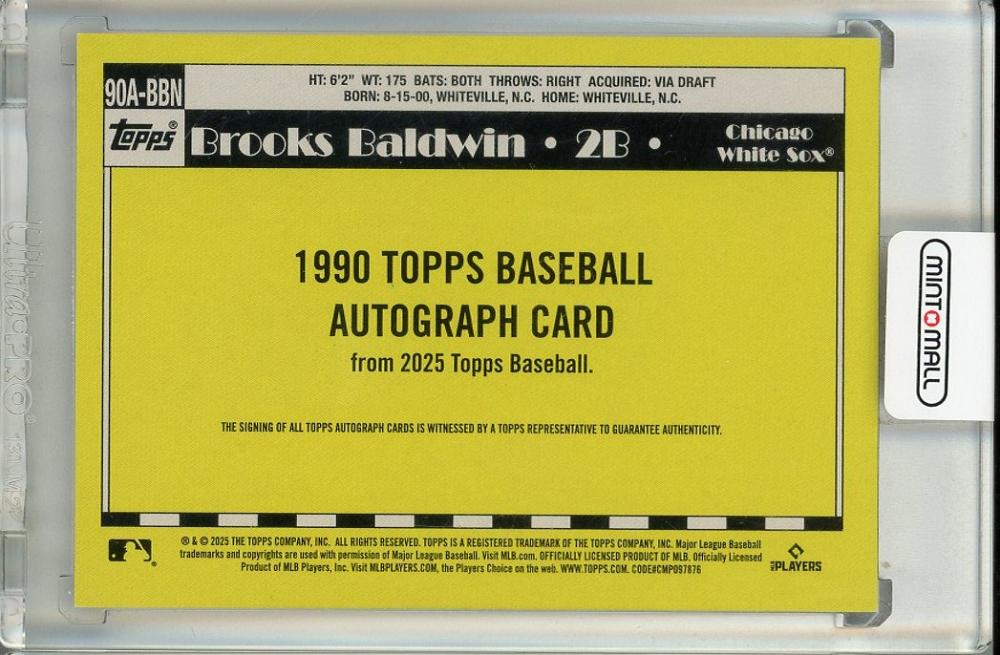 90A-BBN
HT: 6'2" WT: 175 BATS: BOTH THROWS: RIGHT ACQUIRED: VIA DRAFT
BORN: 8-15-00, WHITEVILLE, N.C. HOME: WHITEVILLE, N.C.
Topps®
Brooks Baldwin • 2B •
Chicago
White Sox®
1990 TOPPS BASEBALL
AUTOGRAPH CARD
from 2025 Topps Baseball.
THE SIGNING OF ALL TOPPS AUTOGRAPH CARDS IS WITNESSED BY A TOPPS REPRESENTATIVE TO GUARANTEE AUTHENTICITY.
® & © 2025 THE TOPPS COMPANY, INC. ALL RIGHTS RESERVED. TOPPS IS A REGISTERED TRADEMARK OF THE TOPPS COMPANY, INC. Major League Baseball
trademarks and copyrights are used with permission of Major League Baseball. Visit MLB.com. OFFICIALLY LICENSED PRODUCT OF MLB. Officially Licensed
Product of MLB Players, Inc. Visit MLBPLAYERS.COM, the Players Choice on the web. WWW.TOPPS.COM. CODE#CMP097876
MLB PLAYERS
MINT MALL
ultra PRO®